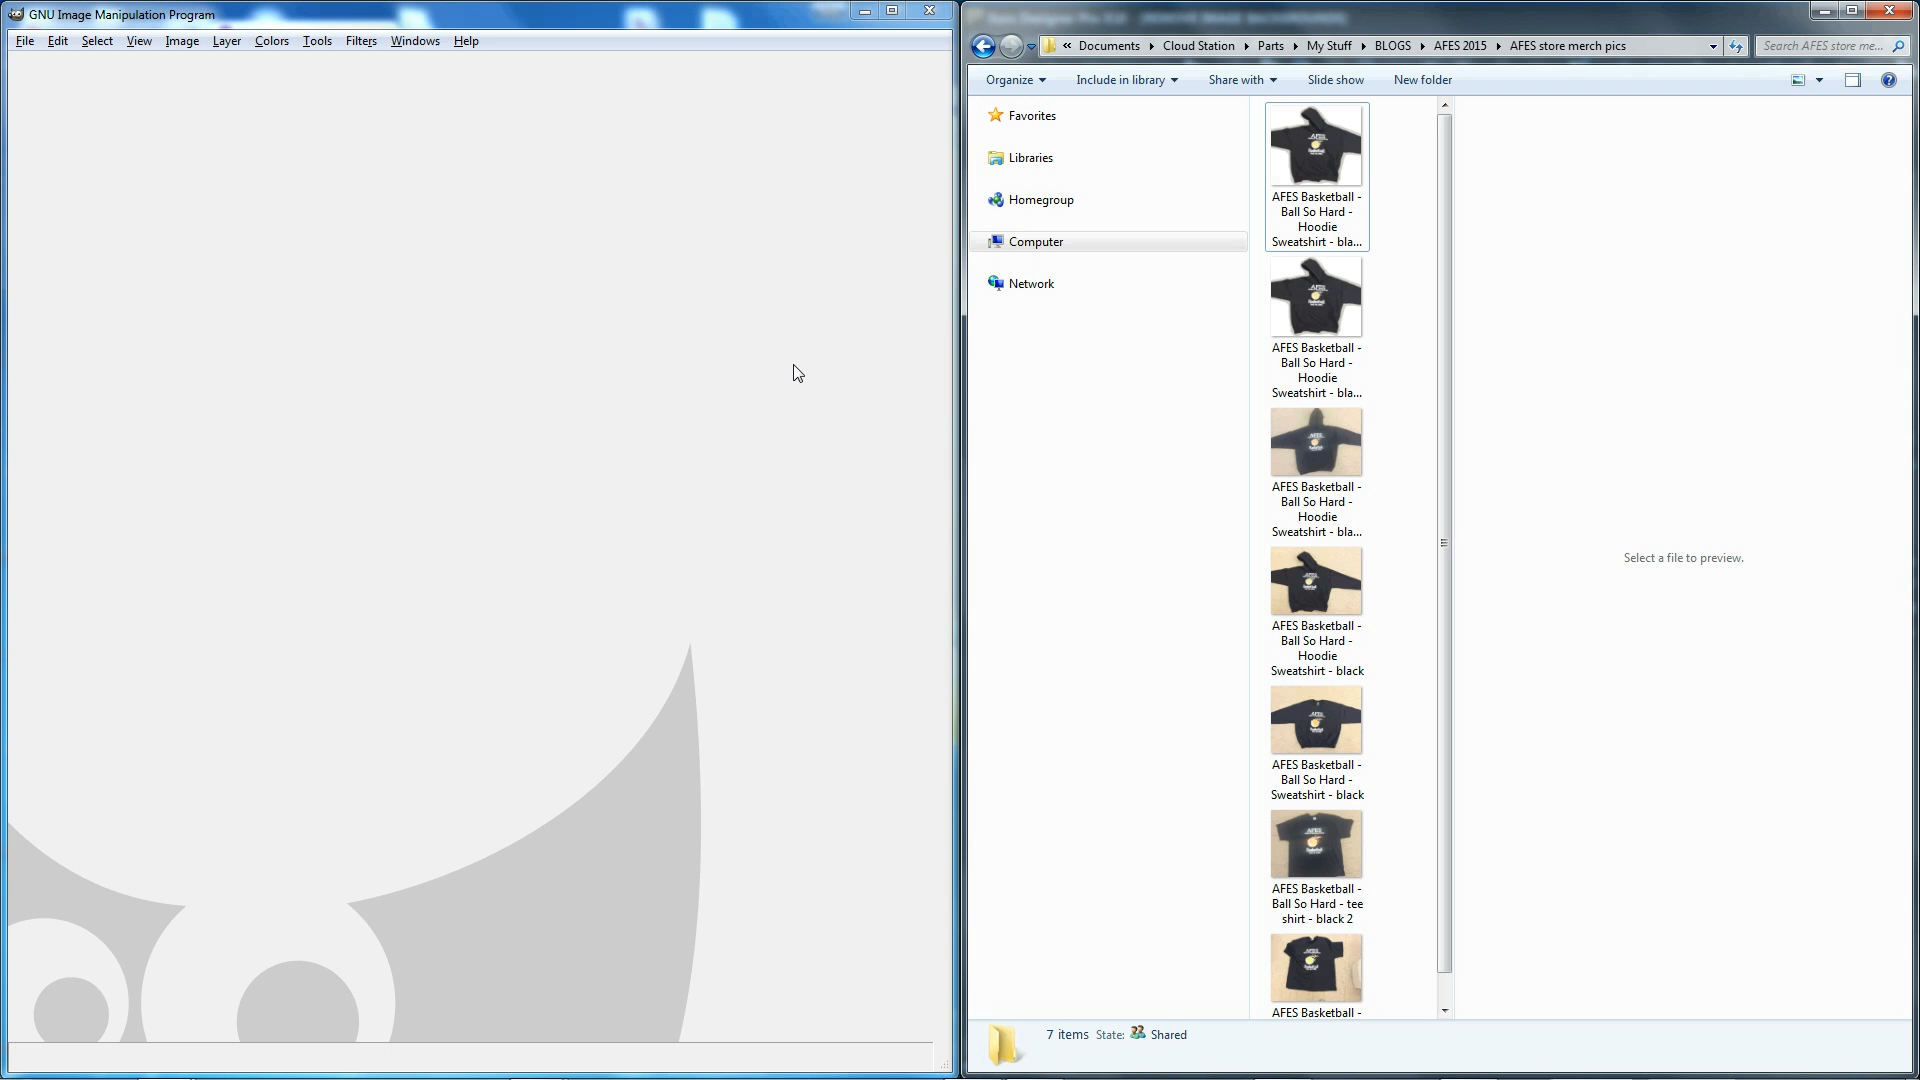 GNU Image Manipulation Program
File Edit Select View Image Layer Colors Tools Filters Windows Help
« Documents Cloud Station Parts My Stuff BLOGS AFES 2015 AFES store merch pics
Search AFES store me...
Organize Include in library Share with Slide show New folder
Favorites
Libraries
Homegroup
Computer
Network
AFES Basketball -
Ball So Hard -
Hoodie
Sweatshirt - bla...
AFES Basketball -
Ball So Hard -
Hoodie
Sweatshirt - bla...
AFES Basketball -
Ball So Hard -
Hoodie
Sweatshirt - bla...
AFES Basketball -
Ball So Hard -
Hoodie
Sweatshirt - black
AFES Basketball -
Ball So Hard -
Sweatshirt - black
AFES Basketball -
Ball So Hard - tee
shirt - black 2
AFES Basketball -
Select a file to preview.
7 items State: Shared